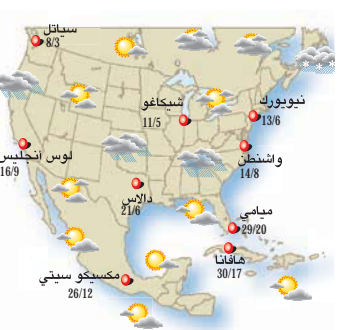 سياتل
8/3
شيكاغو
11/5
نيويورك
13/6
لوس أنجليس
16/9
واشنطن
14/8
دالاس
21/6
ميامي
29/20
هافانا
30/17
مكسيكو سيتي
26/12